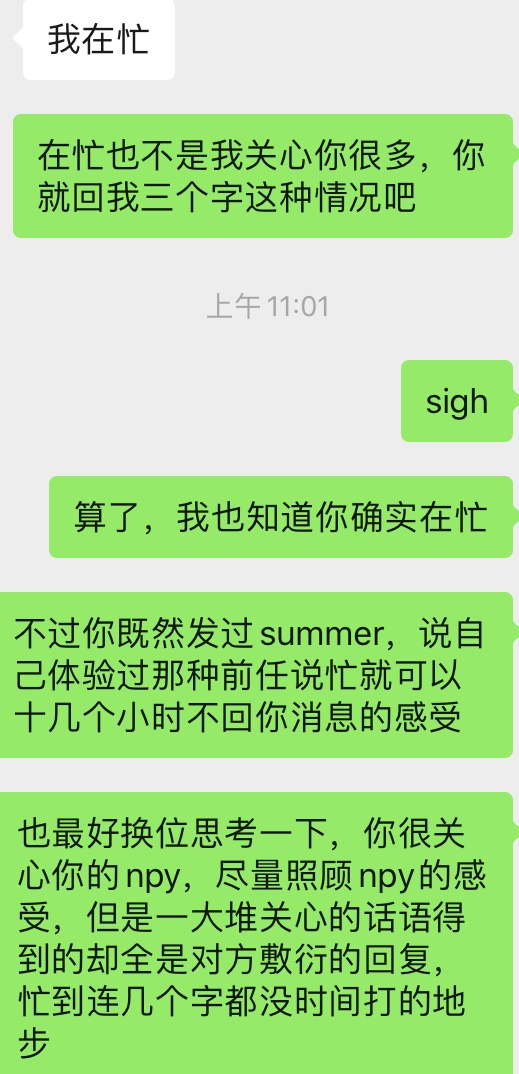 我在忙
在忙也不是我关心你很多，你
就回我三个字这种情况吧
上午 11:01
sigh
算了，我也知道你确实在忙
不过你既然发过summer，说自
己体验过那种前任说忙就可以
十几个小时不回你消息的感受
也最好换位思考一下，你很关
心你的npy，尽量照顾npy的感
受，但是一大堆关心的话语得
到的却全是对方敷衍的回复，
忙到连几个字都没时间打的地
步